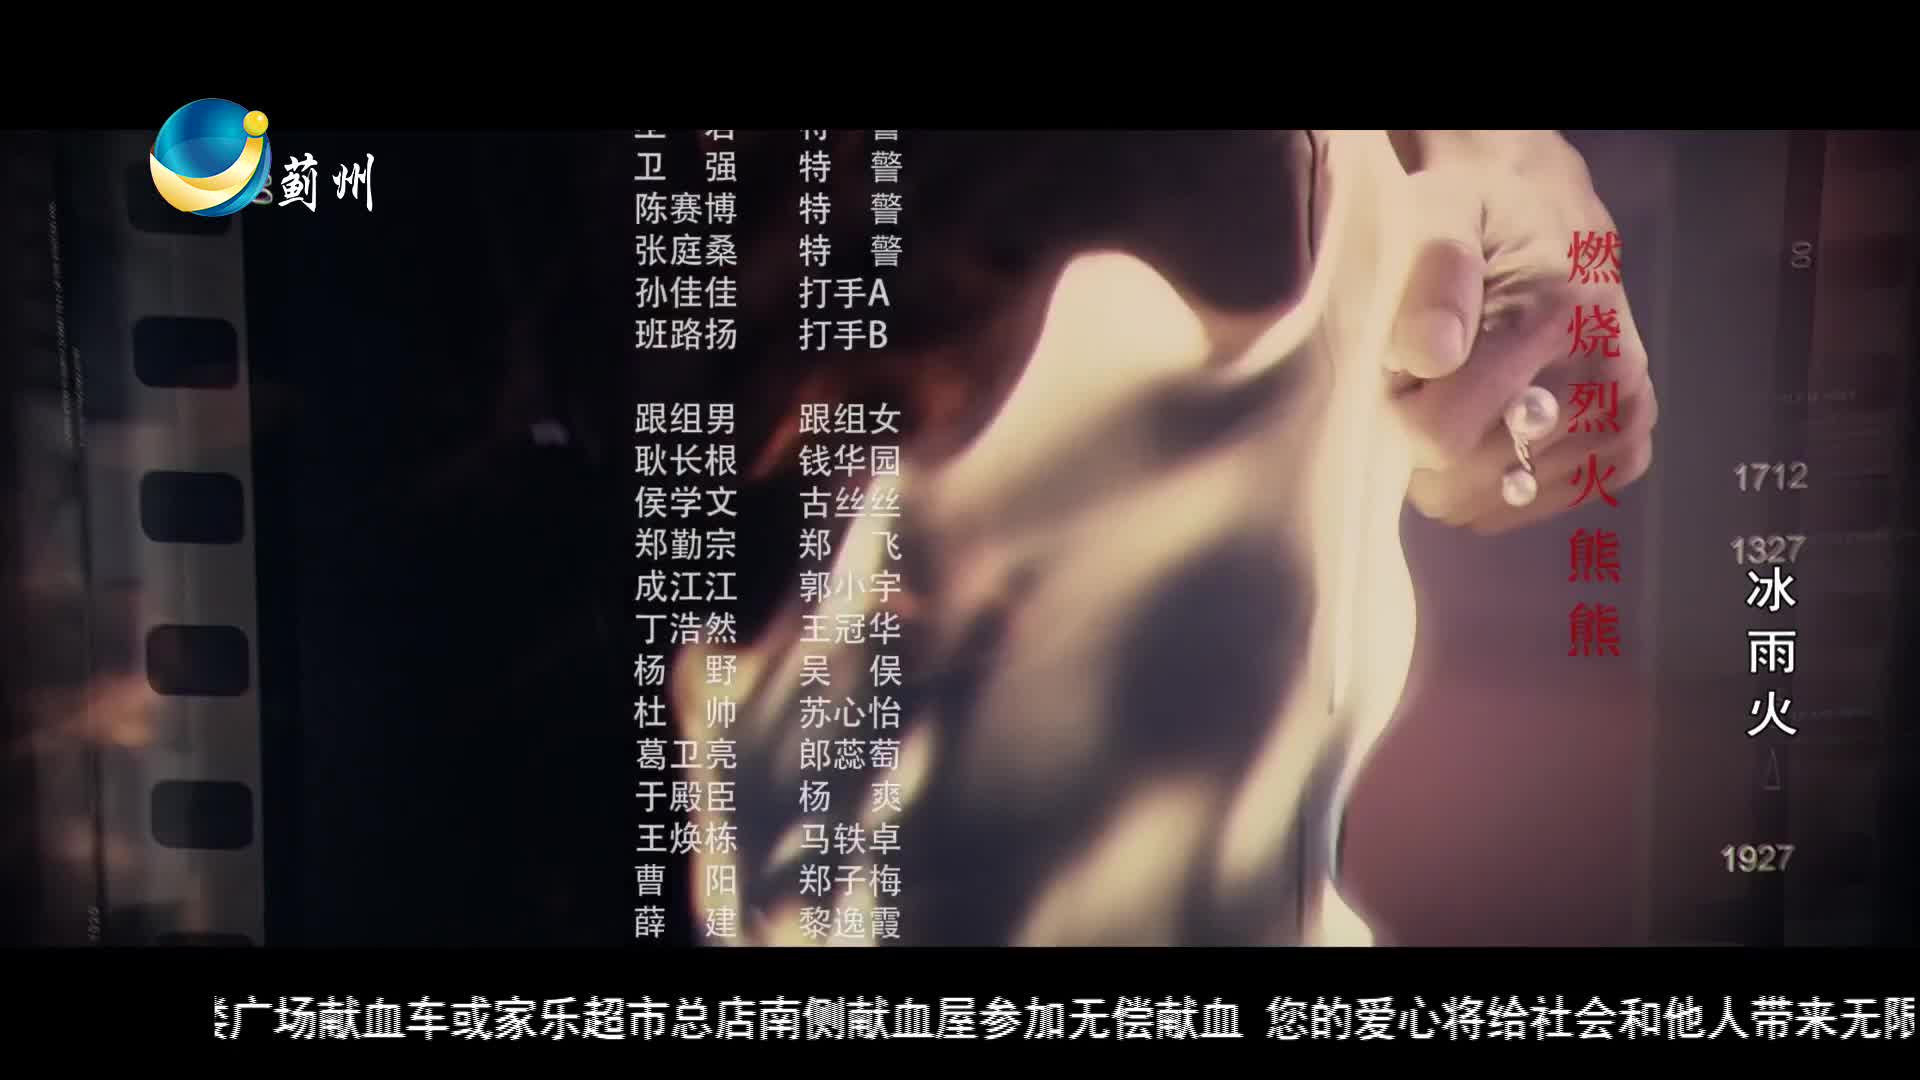 蓟州
卫 强 特 警
陈赛博 特 警
张庭桑 特 警
孙佳佳 打手A
班路扬 打手B
跟组男 跟组女
耿长根 钱华园
侯学文 古丝丝
郑勤宗 郑 飞
成江江 郭小宇
丁浩然 王冠华
杨 野 吴 俣
杜 帅 苏心怡
葛卫亮 郎蕊萄
于殿臣 杨 爽
王焕栋 马轶卓
曹 阳 郑子梅
薛 建 黎逸霞
燃烧烈火熊熊
00
1712
1327
冰雨火
1927
广场献血车或家乐超市总店南侧献血屋参加无偿献血 您的爱心将给社会和他人带来无限